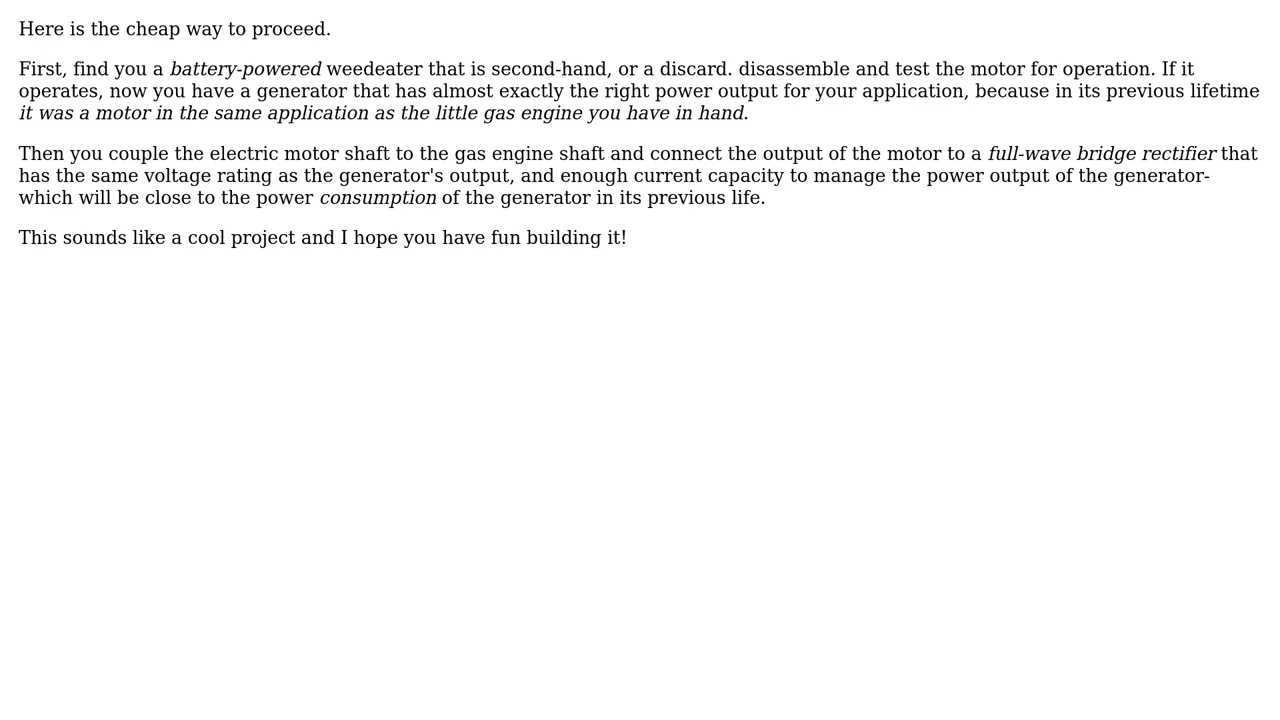 Here is the cheap way to proceed.
First, find you a battery-powered weedeater that is second-hand, or a discard. disassemble and test the motor for operation. If it
operates, now you have a generator that has almost exactly the right power output for your application, because in its previous lifetime
it was a motor in the same application as the little gas engine you have in hand.
Then you couple the electric motor shaft to the gas engine shaft and connect the output of the motor to a full-wave bridge rectifier that
has the same voltage rating as the generator's output, and enough current capacity to manage the power output of the generator-
which will be close to the power consumption of the generator in its previous life.
This sounds like a cool project and I hope you have fun building it!